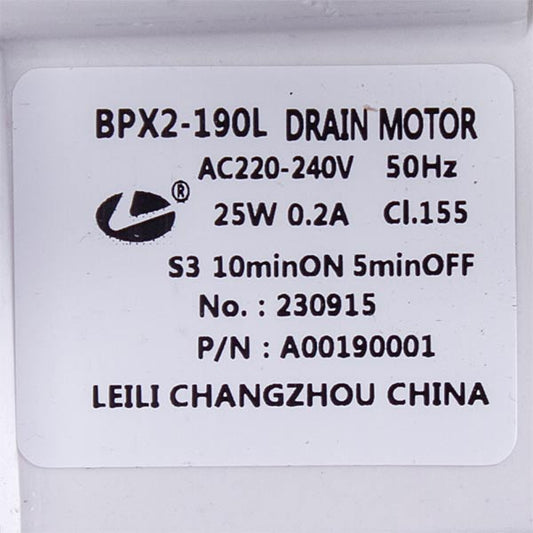 BPX2-190L DRAIN MOTOR
AC220-240V 50Hz
®
25W 0.2A Cl.155
S3 10minON 5minOFF
No. : 230915
P/N : A00190001
LEILI CHANGZHOU CHINA